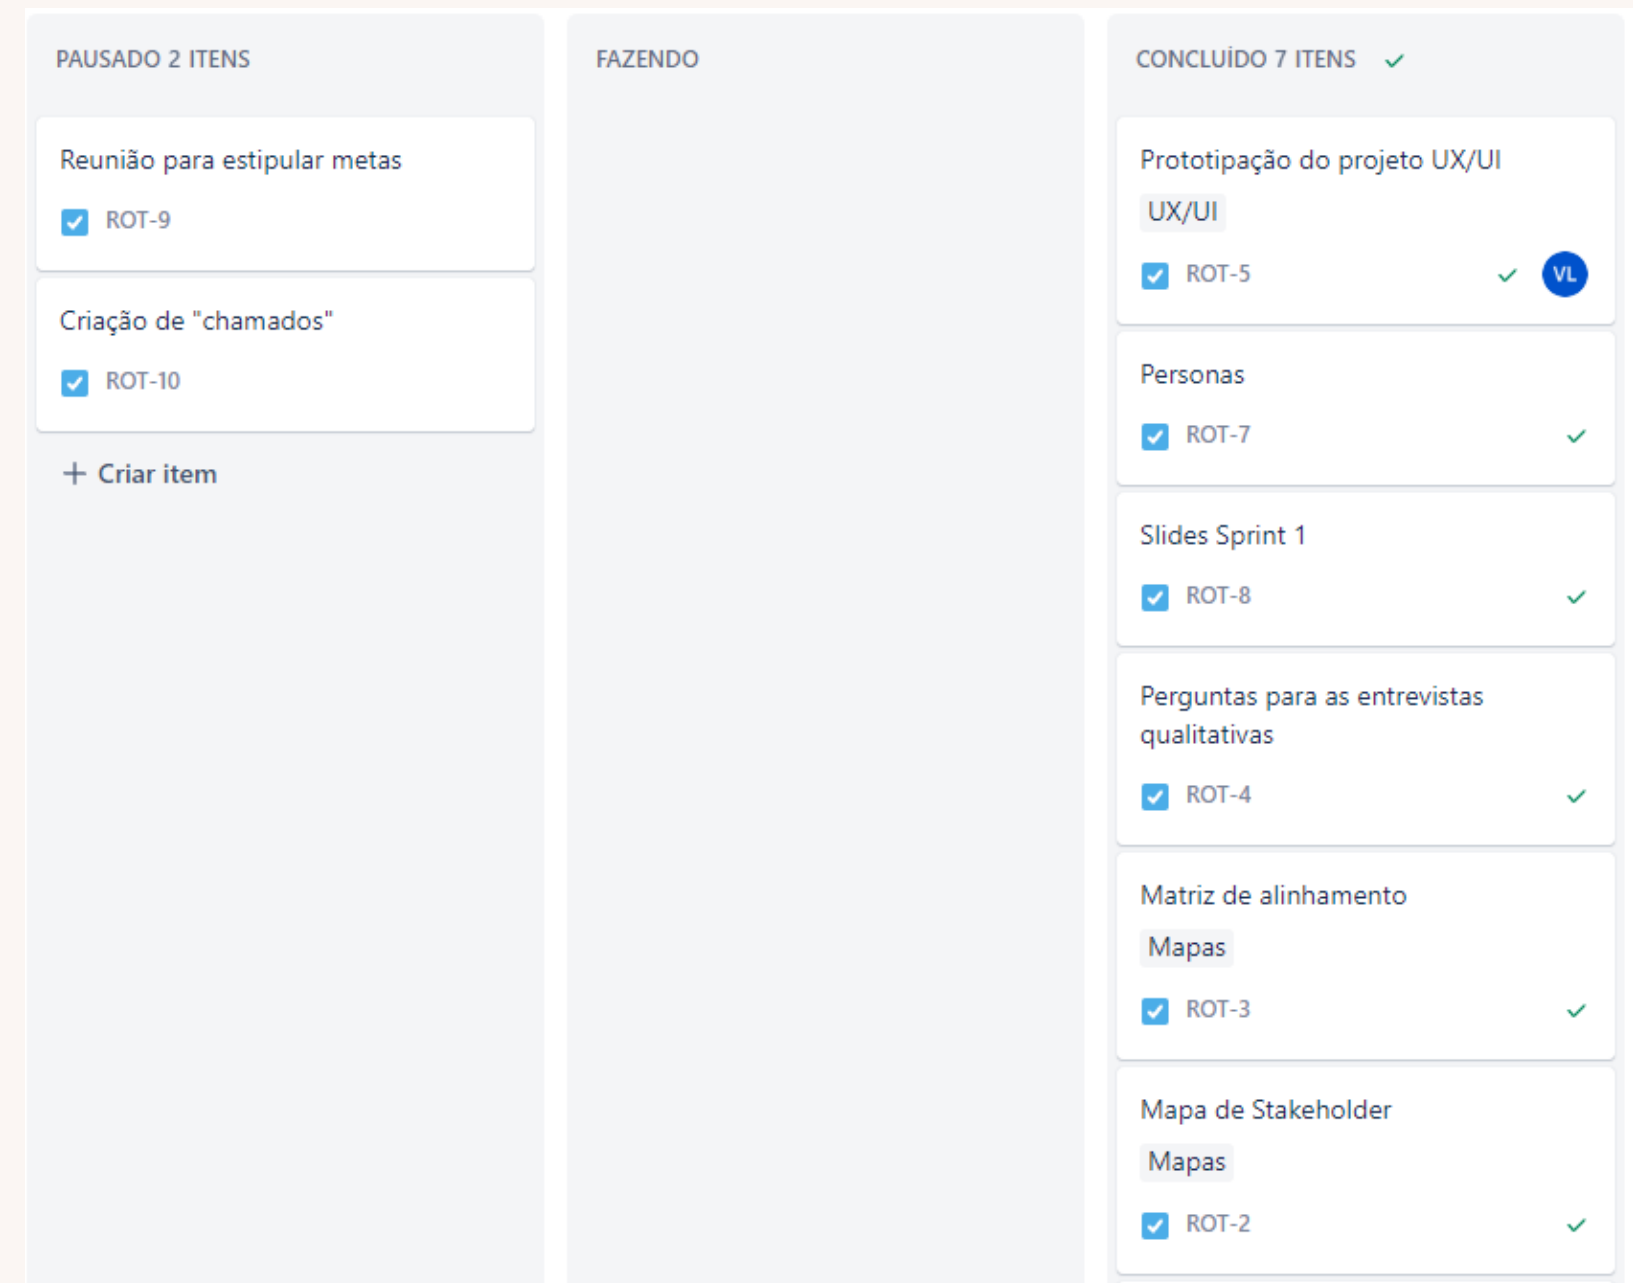 PAUSADO 2 ITENS
Reunião para estipular metas
ROT-9
Criação de "chamados"
ROT-10
+ Criar item
FAZENDO
CONCLUÍDO 7 ITENS
Prototipação do projeto UX/UI
UX/UI
ROT-5
VL
Personas
ROT-7
Slides Sprint 1
ROT-8
Perguntas para as entrevistas
qualitativas
ROT-4
Matriz de alinhamento
Mapas
ROT-3
Mapa de Stakeholder
Mapas
ROT-2